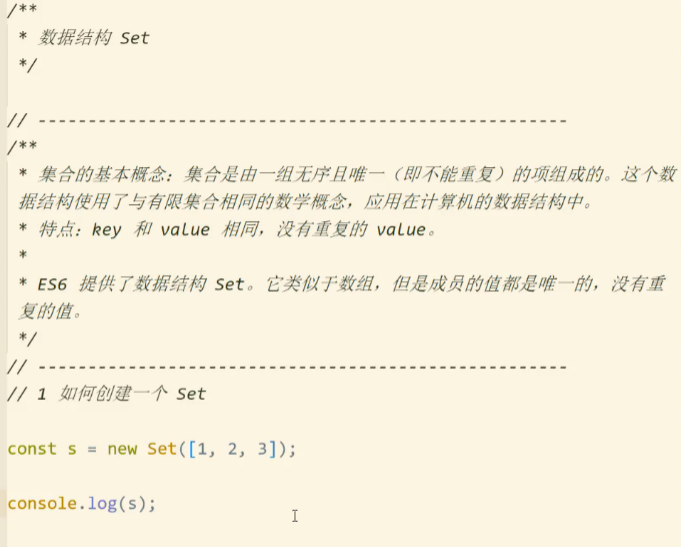 /**
 * 数据结构 Set
 */
// -----------------------------------------------------
/**
 * 集合的基本概念：集合是由一组无序且唯一（即不能重复）的项组成的。这个数
据结构使用了与有限集合相同的数学概念，应用在计算机的数据结构中。
 * 特点：key 和 value 相同，没有重复的 value。
 *
 * ES6 提供了数据结构 Set。它类似于数组，但是成员的值都是唯一的，没有重
复的值。
 */
// -----------------------------------------------------
// 1 如何创建一个 Set
const s = new Set([1, 2, 3]);
console.log(s);